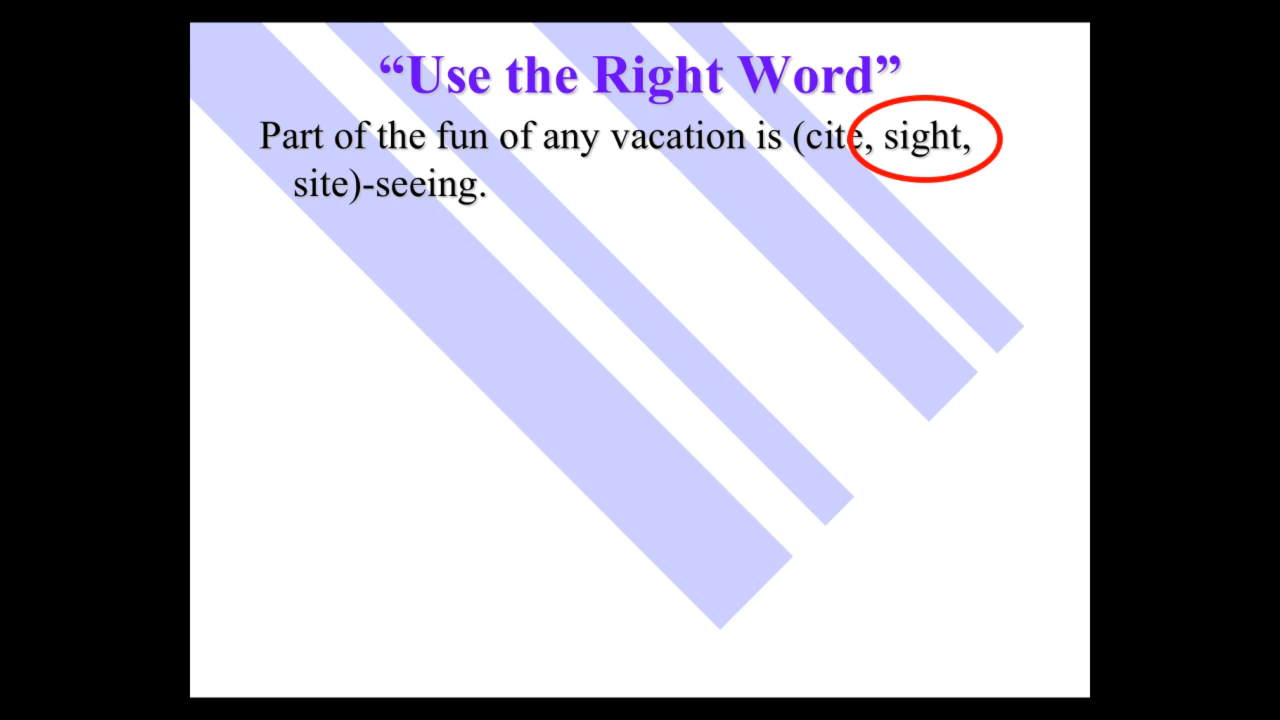 “Use the Right Word”
Part of the fun of any vacation is (cite, sight,
site)-seeing.